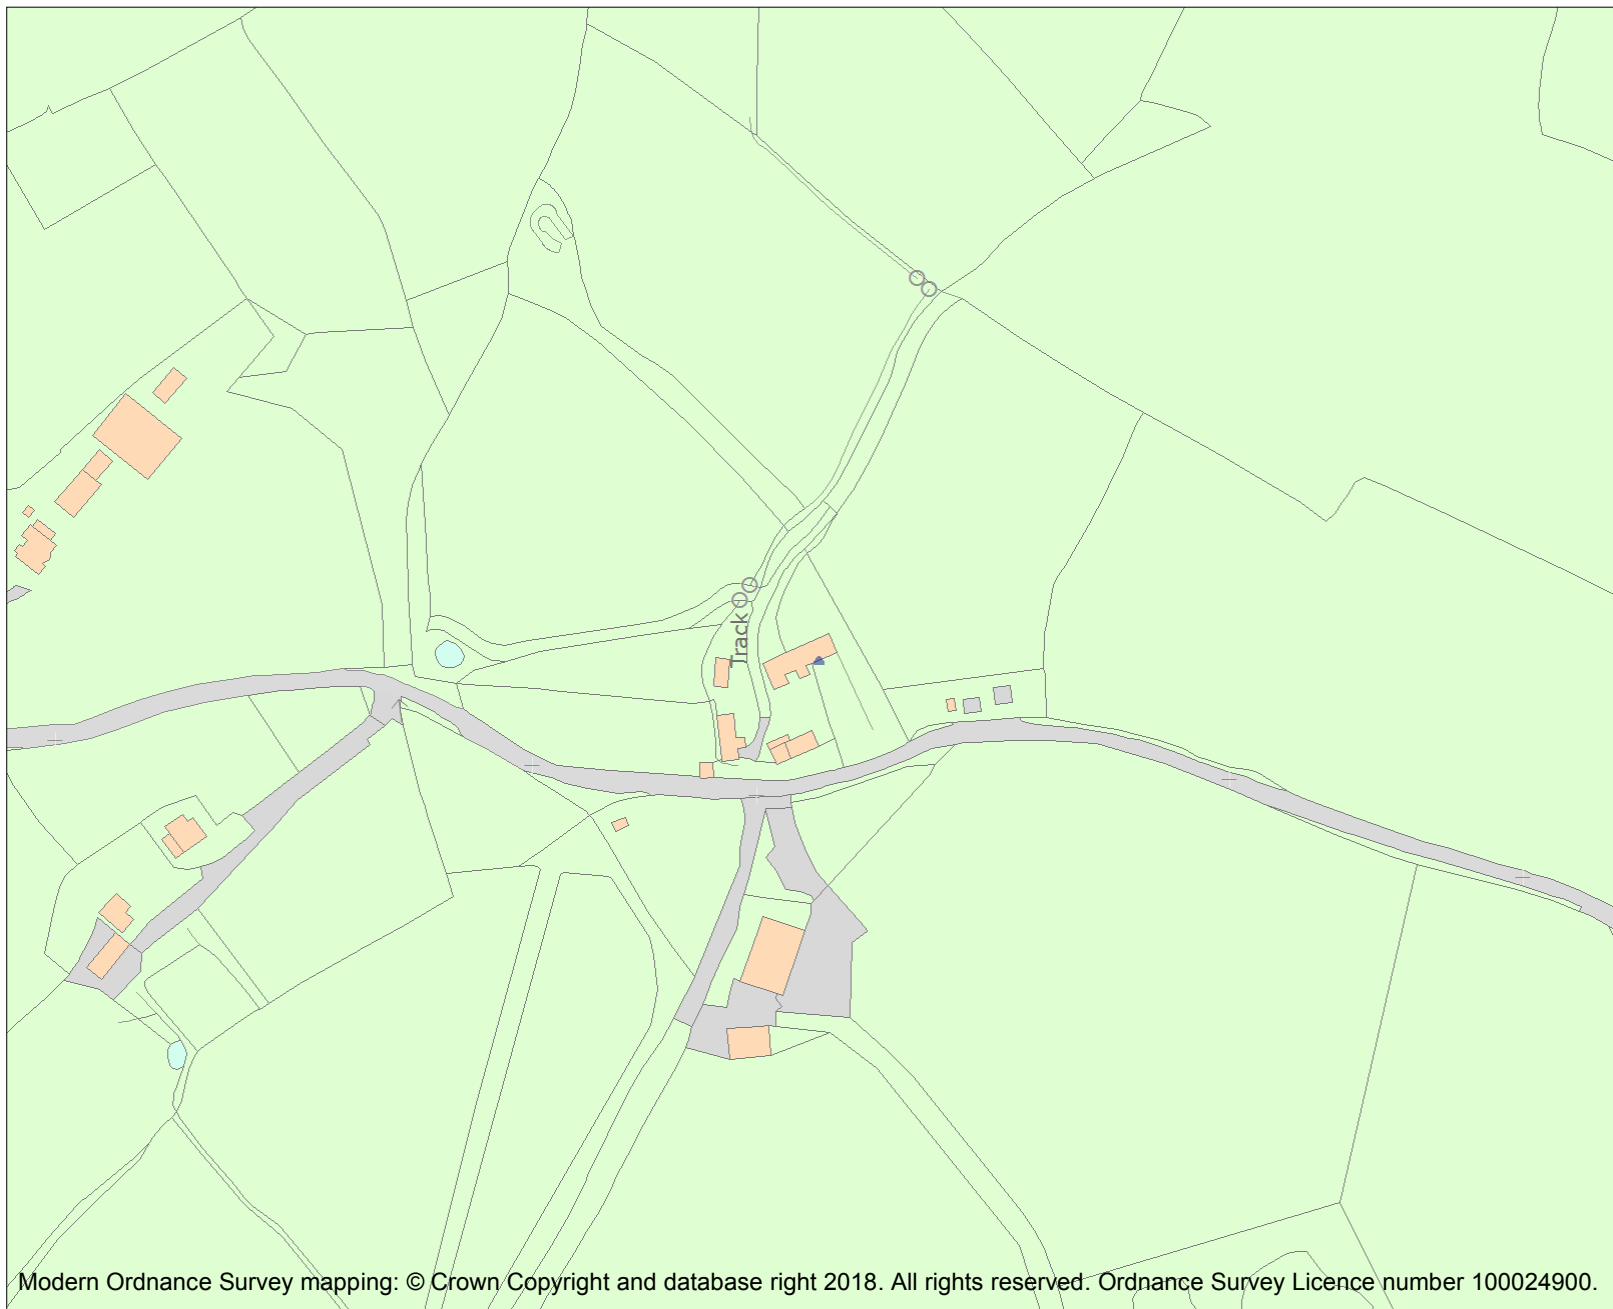 Track
Modern Ordnance Survey mapping: © Crown Copyright and database right 2018. All rights reserved. Ordnance Survey Licence number 100024900.